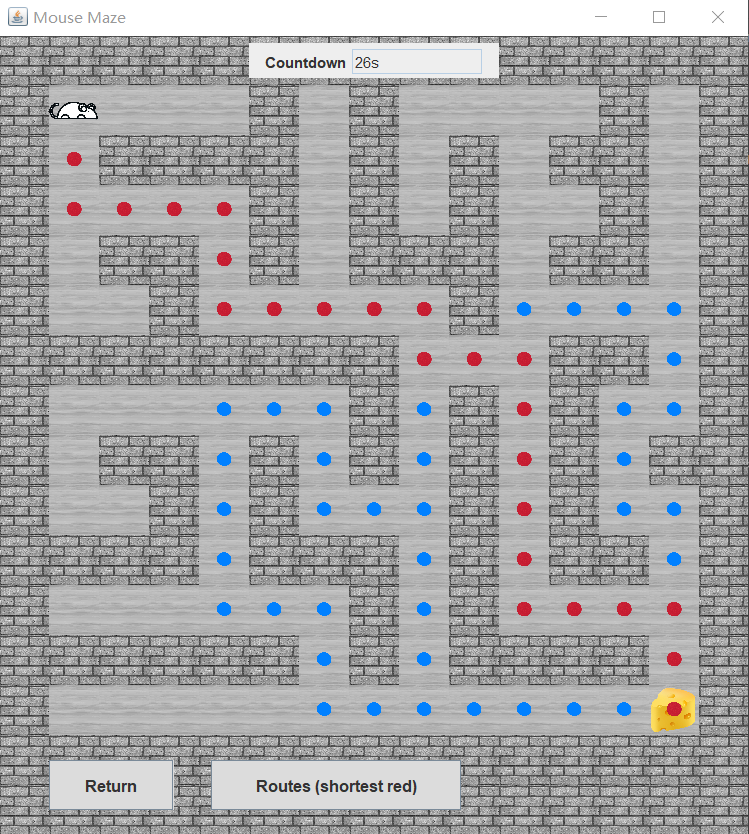 Mouse Maze
Countdown 26s
Return
Routes (shortest red)